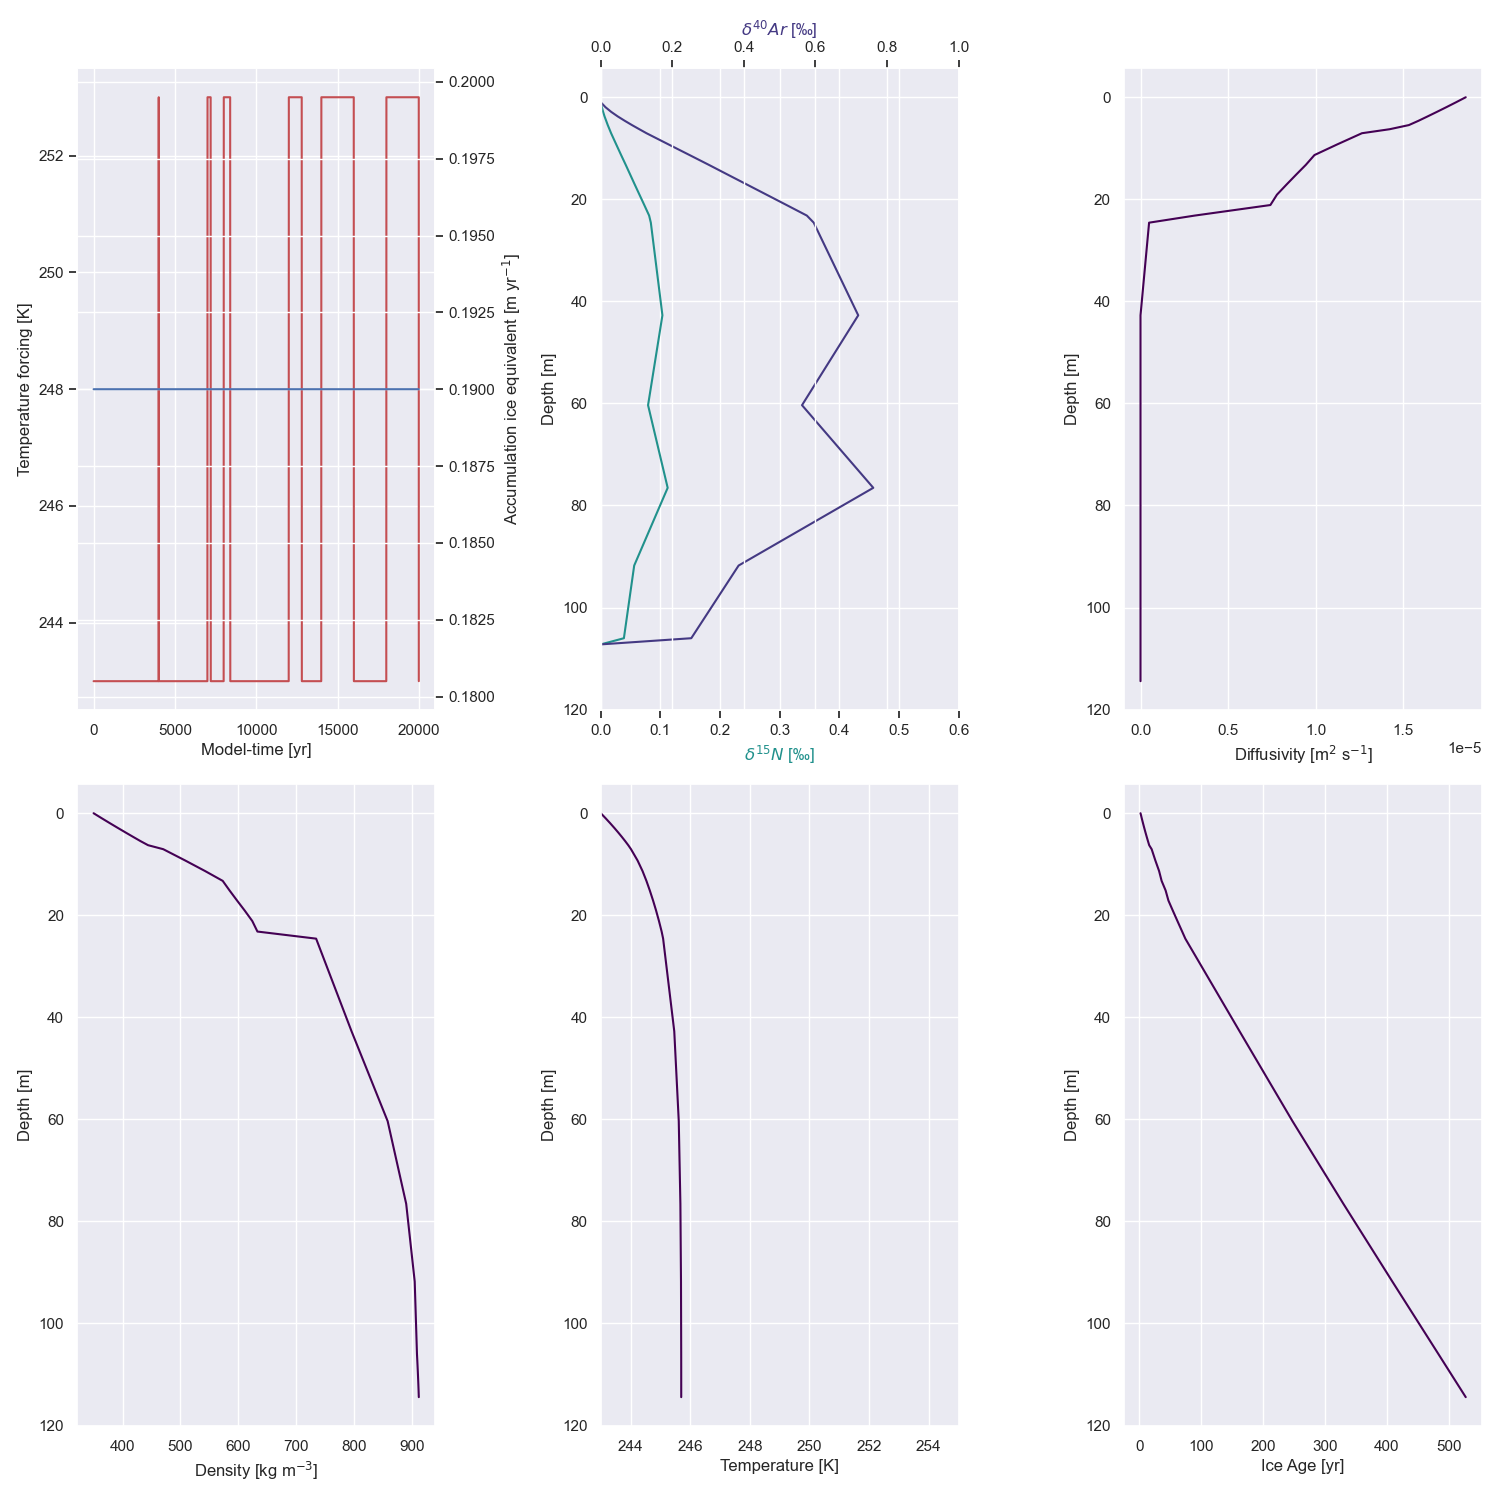 δ⁴⁰Ar [‰]
0.0 0.2 0.4 0.6 0.8 1.0
Temperature forcing [K]
252
250
248
246
244
0.2000
0.1975
0.1950
0.1925
0.1900
0.1875
0.1850
0.1825
0.1800
Accumulation ice equivalent [m yr⁻¹]
0 5000 10000 15000 20000
Model-time [yr]
Depth [m]
0
20
40
60
80
100
120
0.0 0.1 0.2 0.3 0.4 0.5 0.6
δ¹⁵N [‰]
Depth [m]
0
20
40
60
80
100
120
0.0 0.5 1.0 1.5
1e−5
Diffusivity [m² s⁻¹]
Depth [m]
0
20
40
60
80
100
120
400 500 600 700 800 900
Density [kg m⁻³]
Depth [m]
0
20
40
60
80
100
120
244 246 248 250 252 254
Temperature [K]
Depth [m]
0
20
40
60
80
100
120
0 100 200 300 400 500
Ice Age [yr]